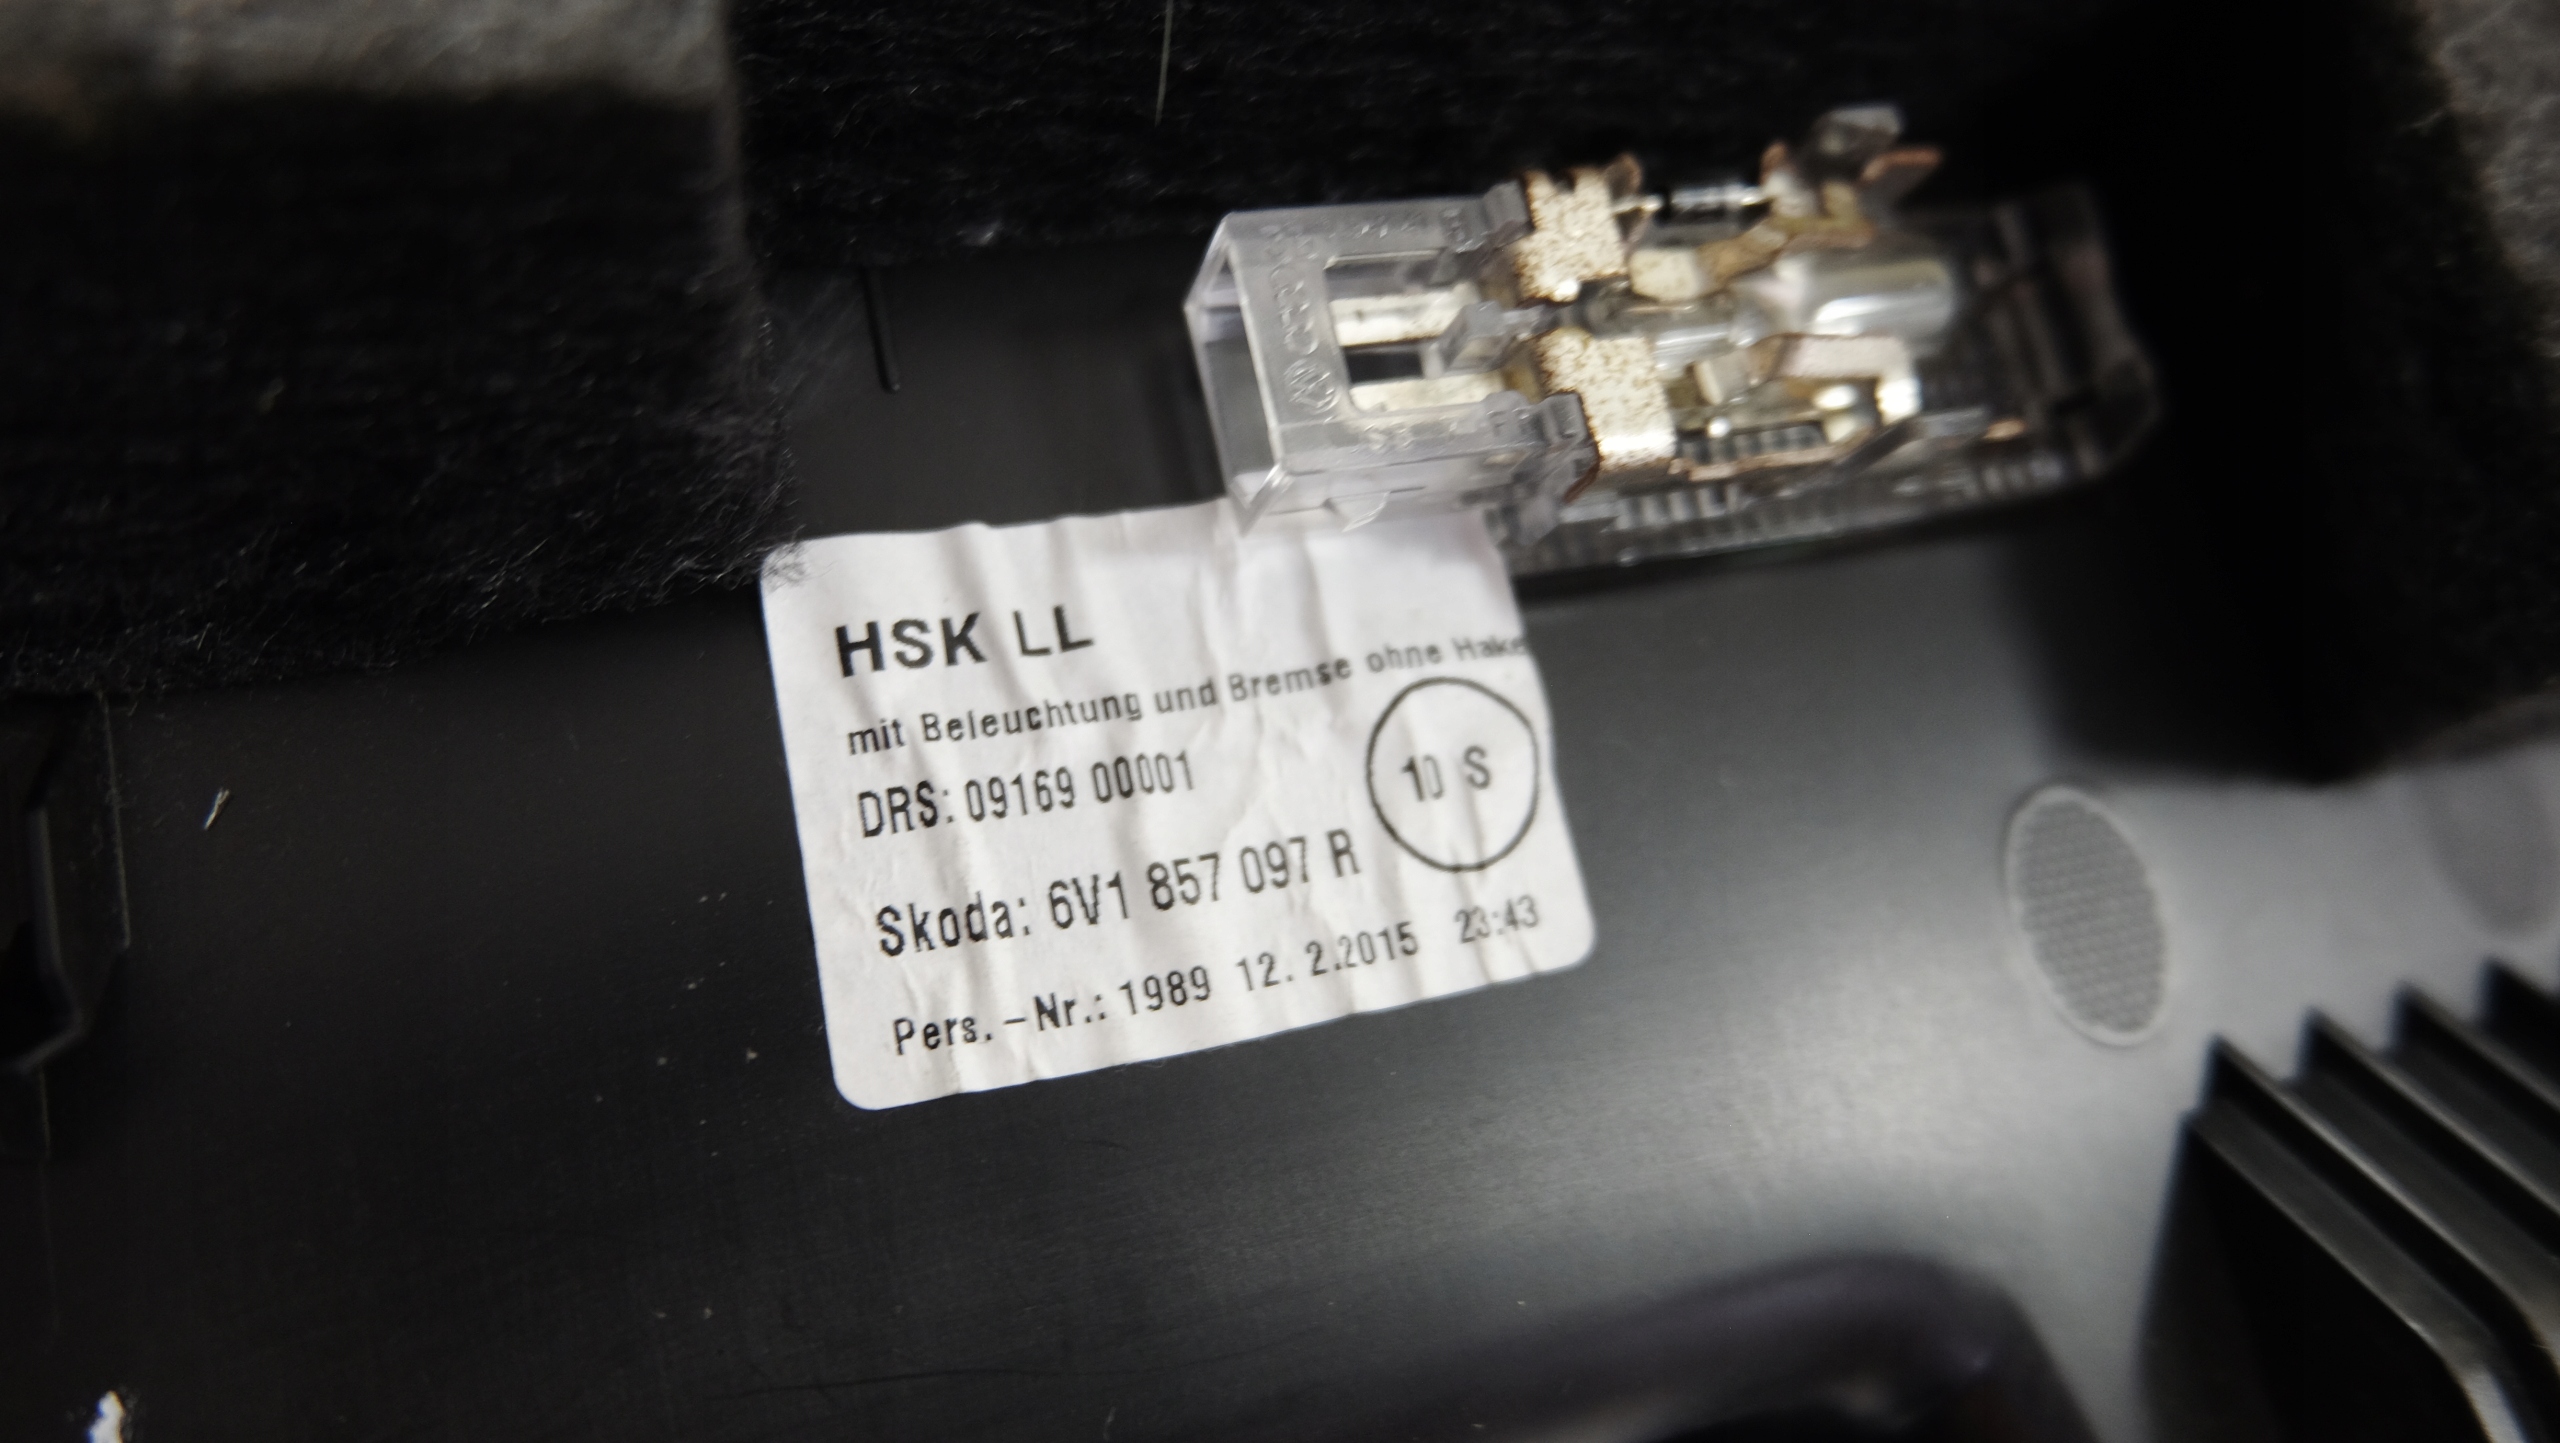 HSK LL
mit Beleuchtung und Bremse ohne Hake
DRS: 09169 00001
10 S
Skoda: 6V1 857 097 R
Pers.-Nr.: 1989 12. 2.2015 23:43